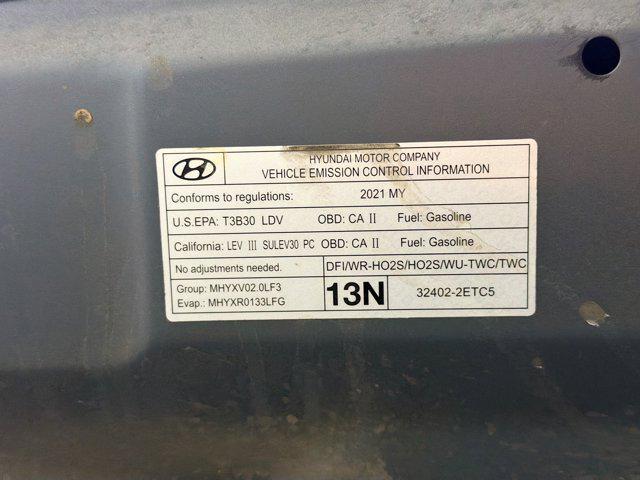 HYUNDAI MOTOR COMPANY
VEHICLE EMISSION CONTROL INFORMATION
Conforms to regulations: 2021 MY
U.S.EPA: T3B30 LDV OBD: CA II Fuel: Gasoline
California: LEV III SULEV30 PC OBD: CA II Fuel: Gasoline
No adjustments needed. DFI/WR-HO2S/HO2S/WU-TWC/TWC
Group: MHYXV02.0LF3
Evap.: MHYXR0133LFG
13N
32402-2ETC5